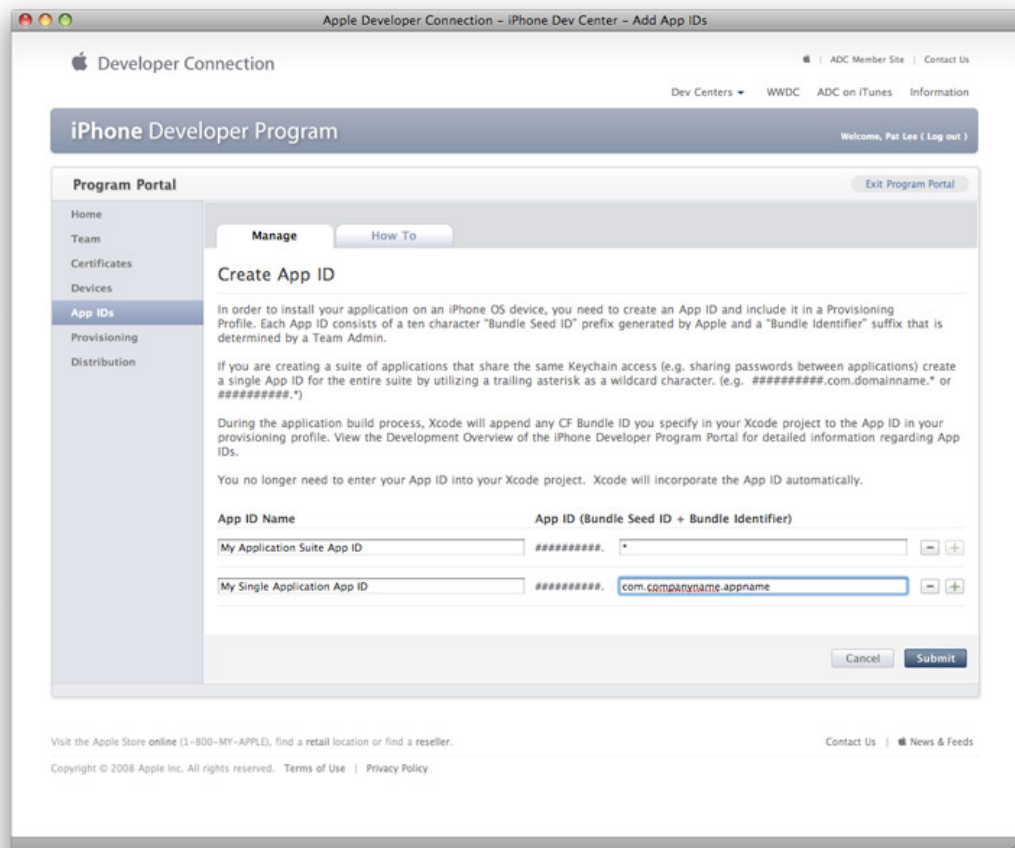 Apple Developer Connection – iPhone Dev Center – Add App IDs
Developer Connection
| ADC Member Site | Contact Us
Dev Centers WWDC ADC on iTunes Information
iPhone Developer Program
Welcome, Pat Lee ( Log out )
Program Portal
Exit Program Portal
Home
Team
Certificates
Devices
App IDs
Provisioning
Distribution
Manage
How To
Create App ID
In order to install your application on an iPhone OS device, you need to create an App ID and include it in a Provisioning
Profile. Each App ID consists of a ten character "Bundle Seed ID" prefix generated by Apple and a "Bundle Identifier" suffix that is
determined by a Team Admin.
If you are creating a suite of applications that share the same Keychain access (e.g. sharing passwords between applications) create
a single App ID for the entire suite by utilizing a trailing asterisk as a wildcard character. (e.g. ##########.com.domainname.* or
##########.*)
During the application build process, Xcode will append any CF Bundle ID you specify in your Xcode project to the App ID in your
provisioning profile. View the Development Overview of the iPhone Developer Program Portal for detailed information regarding App
IDs.
You no longer need to enter your App ID into your Xcode project. Xcode will incorporate the App ID automatically.
App ID Name App ID (Bundle Seed ID + Bundle Identifier)
My Application Suite App ID ##########. * – +
My Single Application App ID ##########. com.companyname.appname – +
Cancel Submit
Visit the Apple Store online (1-800-MY-APPLE), find a retail location or find a reseller.
Contact Us | News & Feeds
Copyright © 2008 Apple Inc. All rights reserved. Terms of Use | Privacy Policy